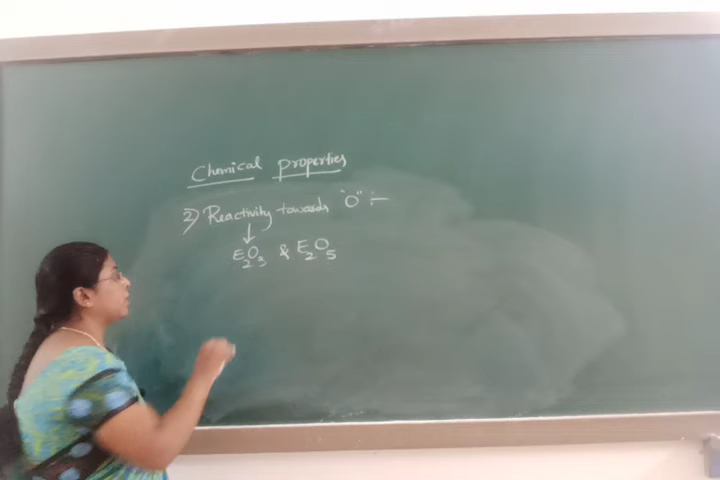 Chemical properties
2) Reactivity towards "O" :-
↓
E₂O₃ & E₂O₅